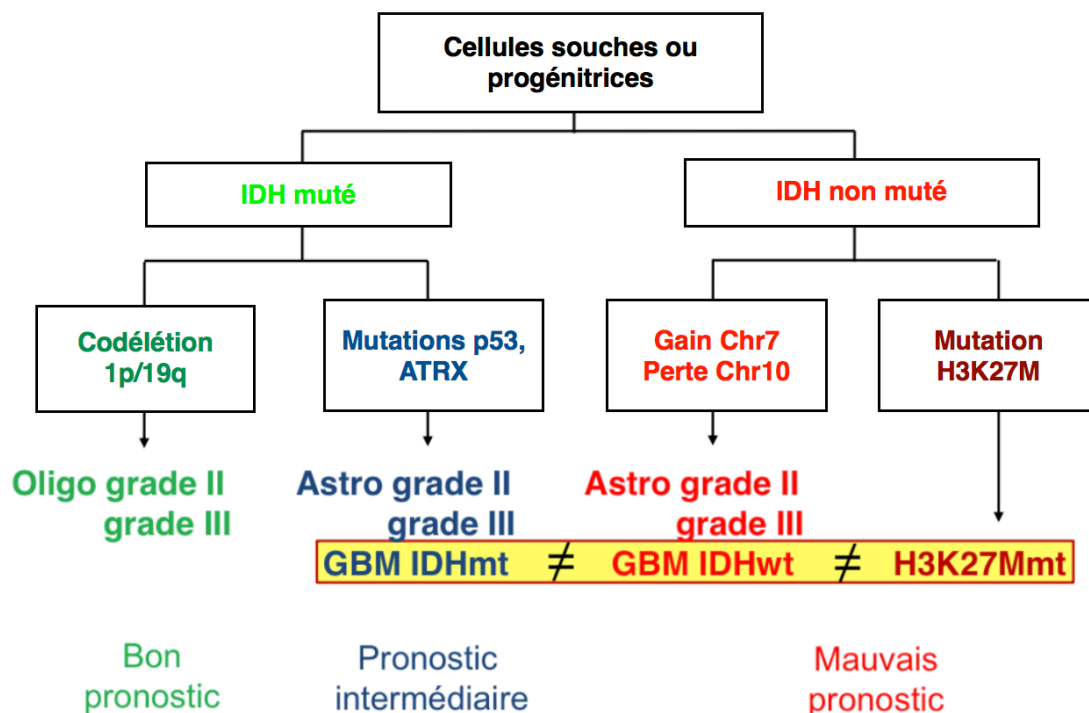 Cellules souches ou
progénitrices
IDH muté
IDH non muté
Codélétion
1p/19q
Mutations p53,
ATRX
Gain Chr7
Perte Chr10
Mutation
H3K27M
Oligo grade II
grade III
Astro grade II
grade III
Astro grade II
grade III
GBM IDHmt ≠ GBM IDHwt ≠ H3K27Mmt
Bon
pronostic
Pronostic
intermédiaire
Mauvais
pronostic